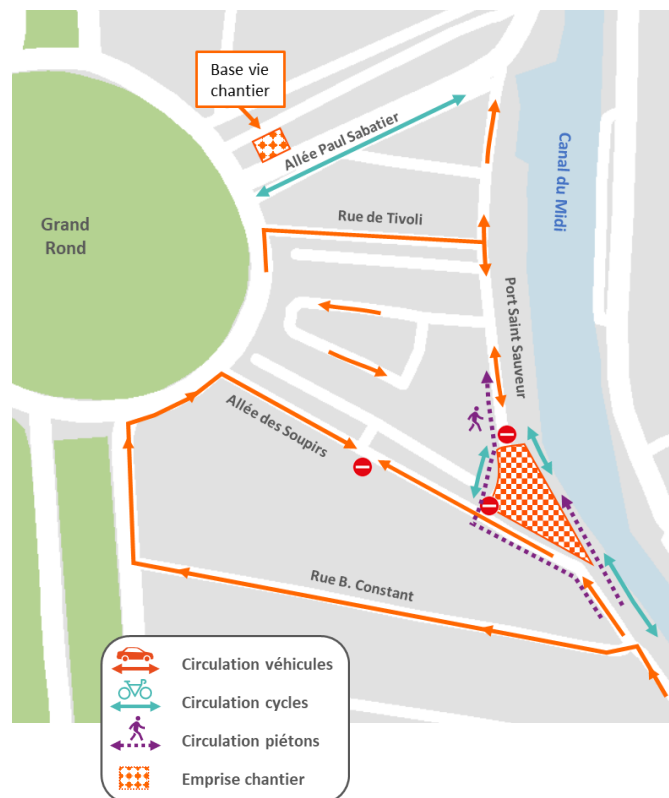 Base vie
chantier
Allée Paul Sabatier
Canal du Midi
Grand
Rond
Rue de Tivoli
Port Saint Sauveur
Allée des Soupirs
Rue B. Constant
Circulation véhicules
Circulation cycles
Circulation piétons
Emprise chantier